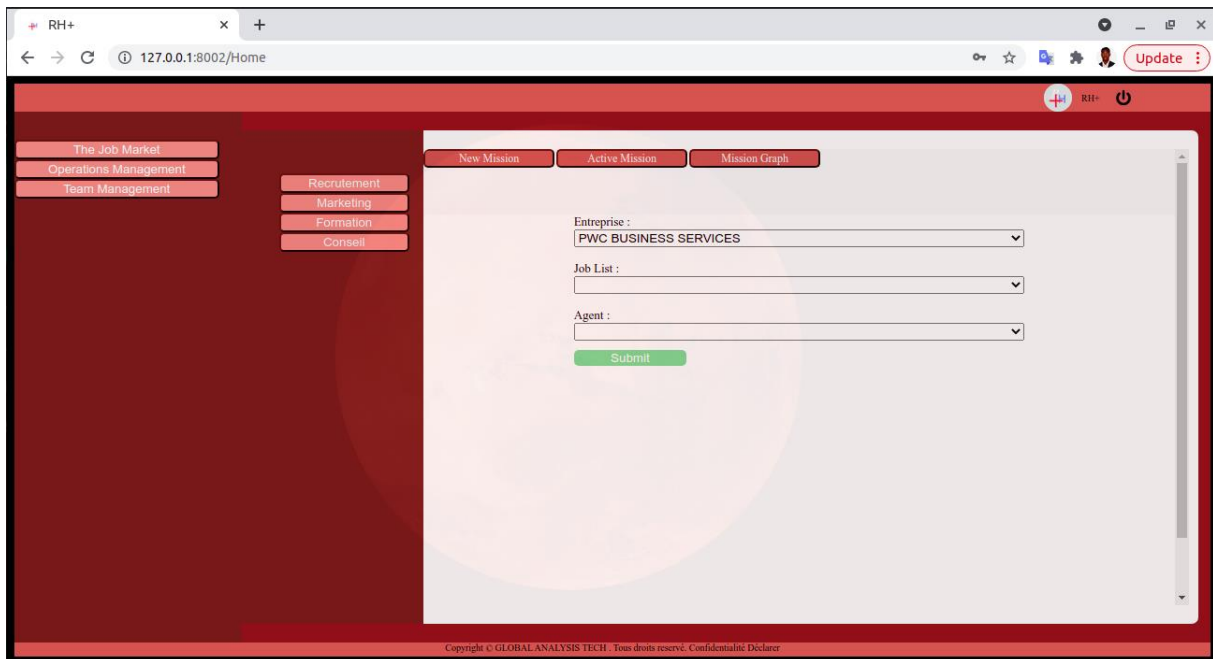 RH+
127.0.0.1:8002/Home
Update
RH+
The Job Market
Operations Management
Team Management
Recrutement
Marketing
Formation
Conseil
New Mission
Active Mission
Mission Graph
Entreprise :
PWC BUSINESS SERVICES
Job List :
Agent :
Submit
Copyright © GLOBAL ANALYSIS TECH . Tous droits reservé. Confidentialité Déclarer